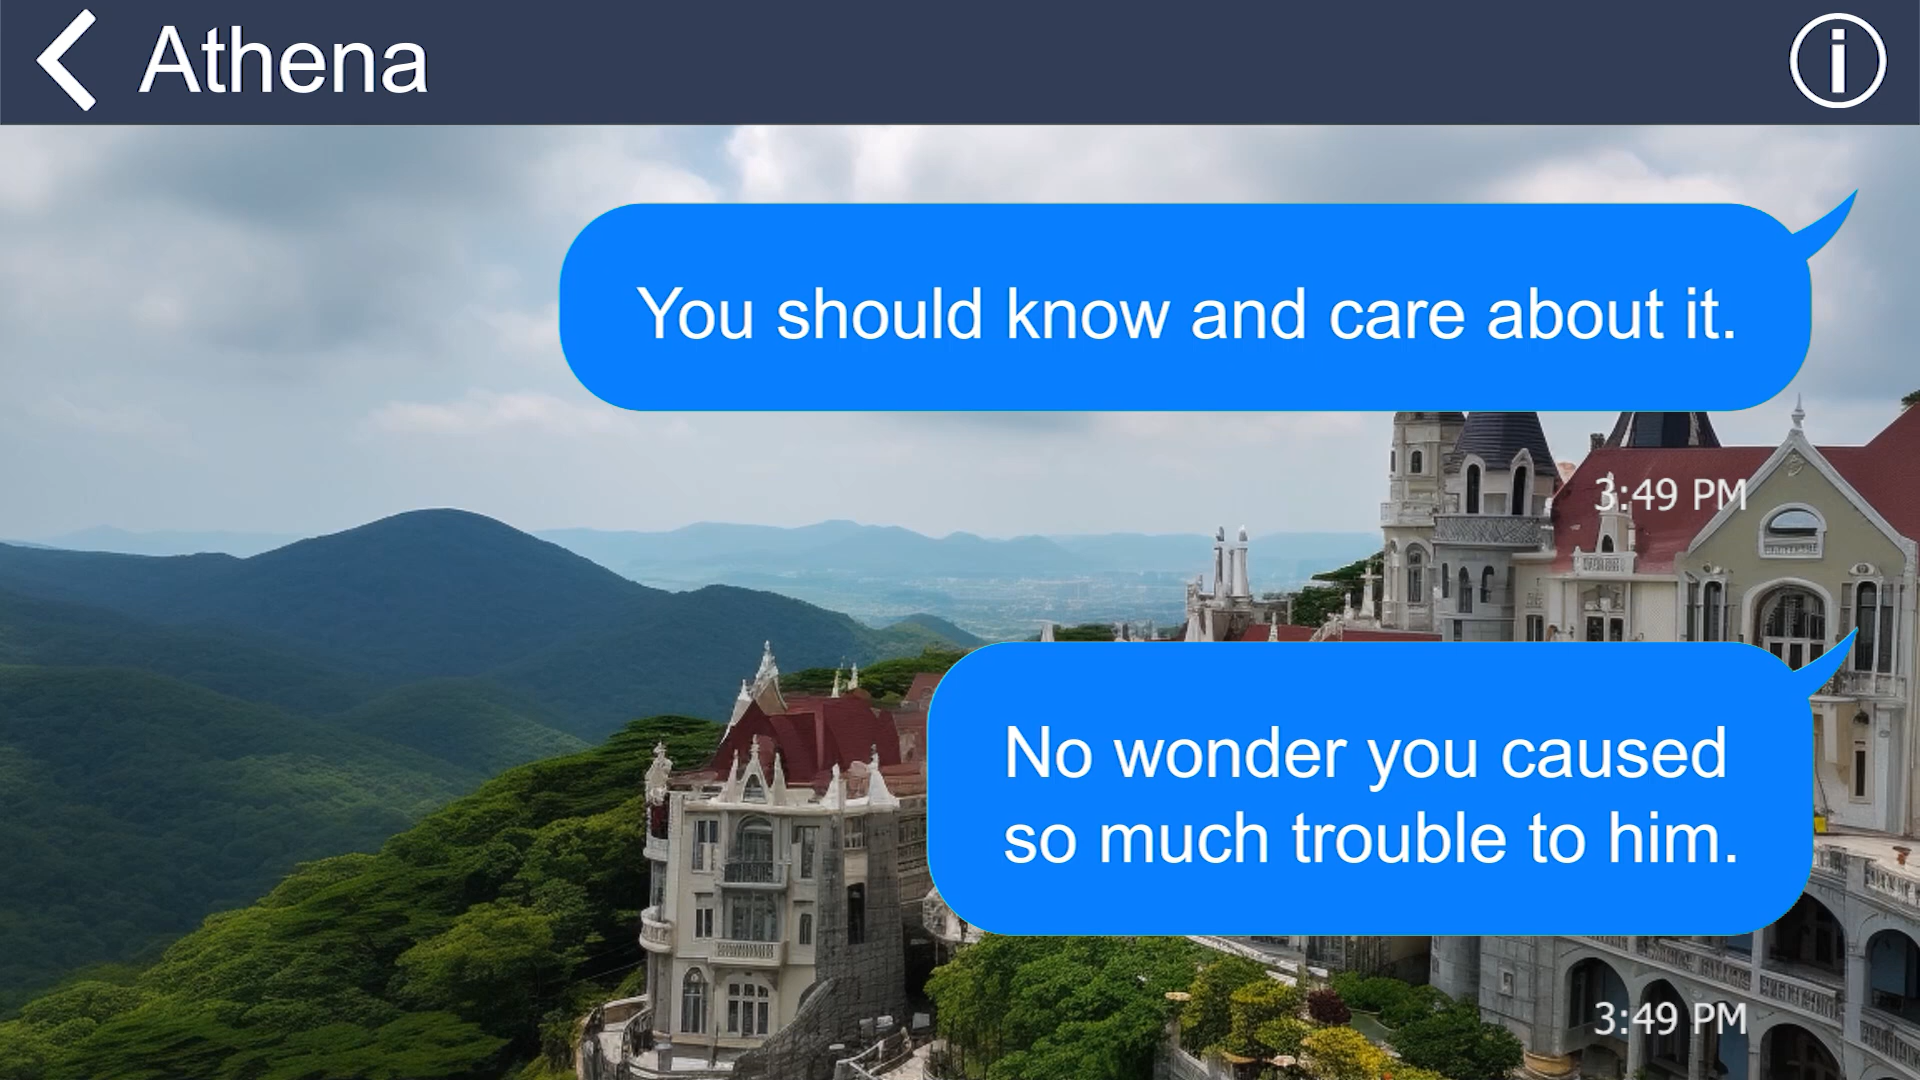 Athena
You should know and care about it.
3:49 PM
No wonder you caused
so much trouble to him.
3:49 PM